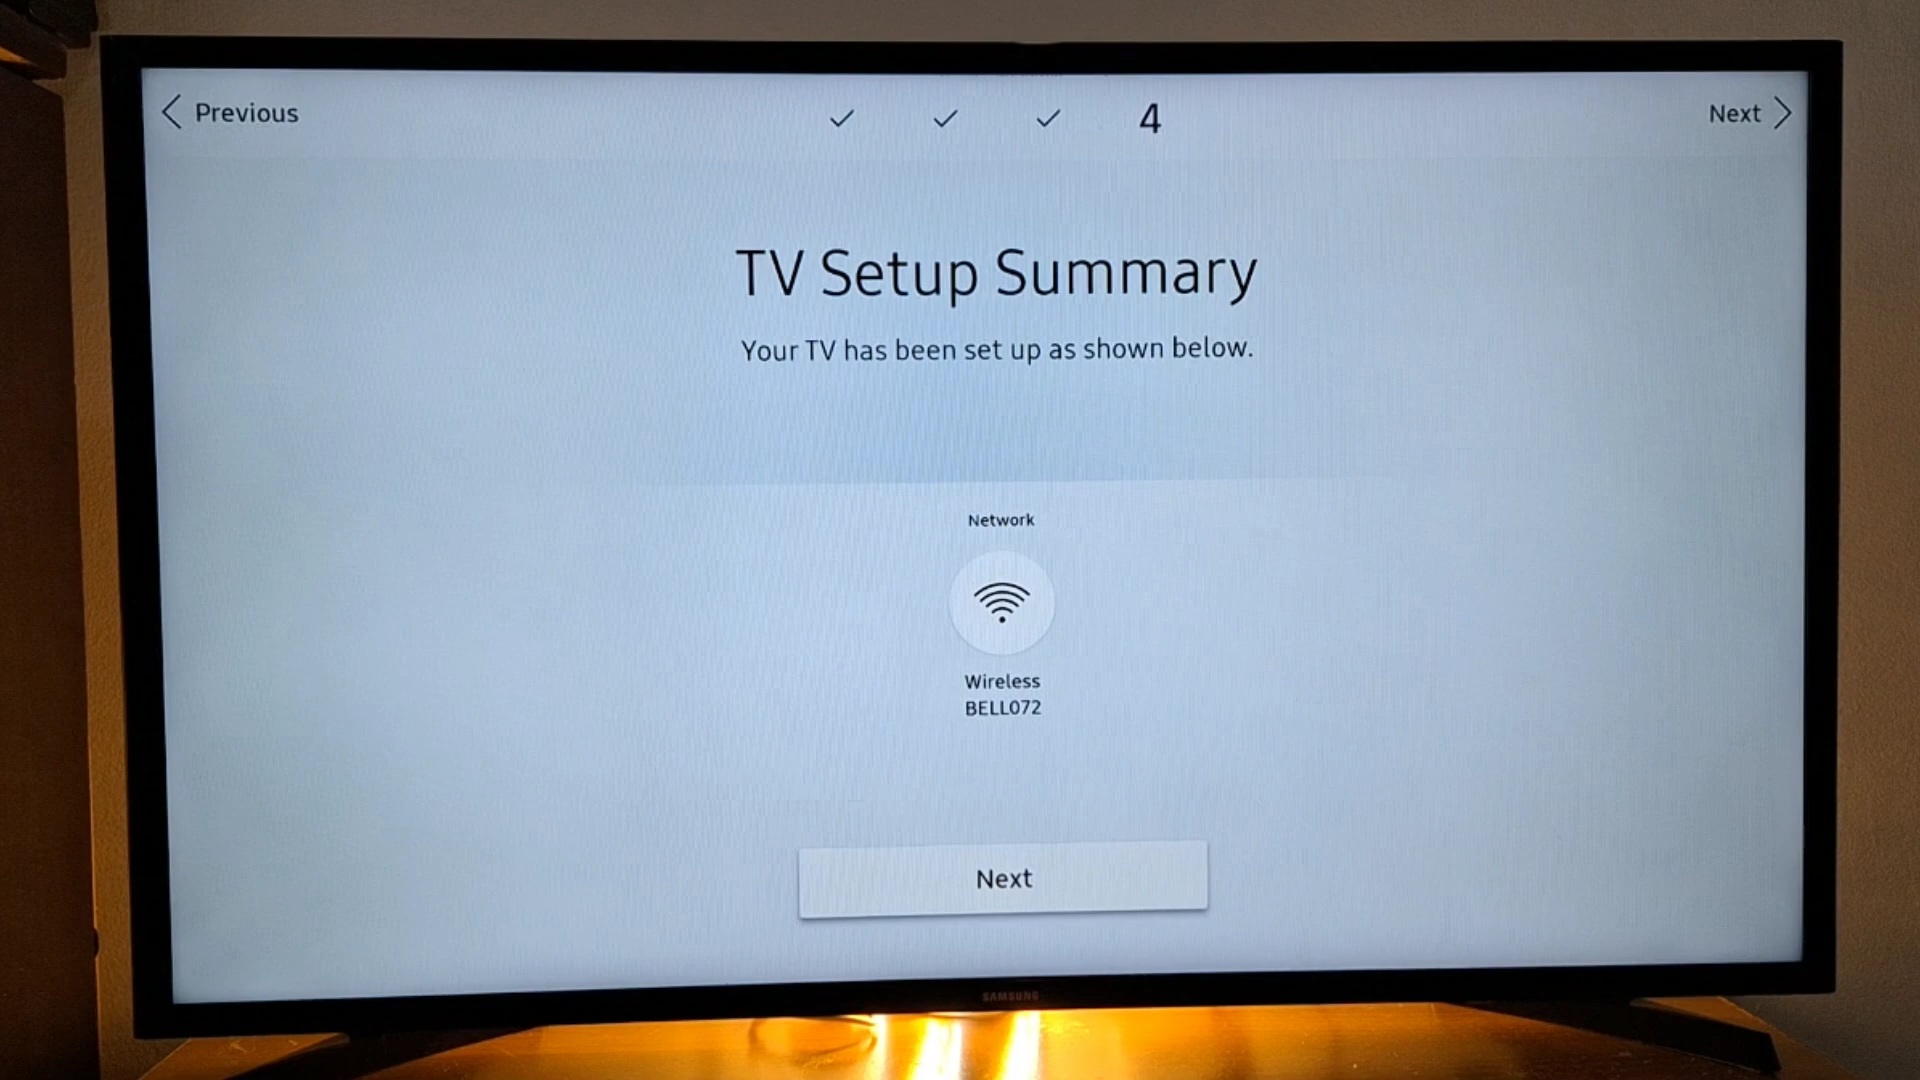 Previous
4
Next
TV Setup Summary
Your TV has been set up as shown below.
Network
Wireless
BELL072
Next
SAMSUNG